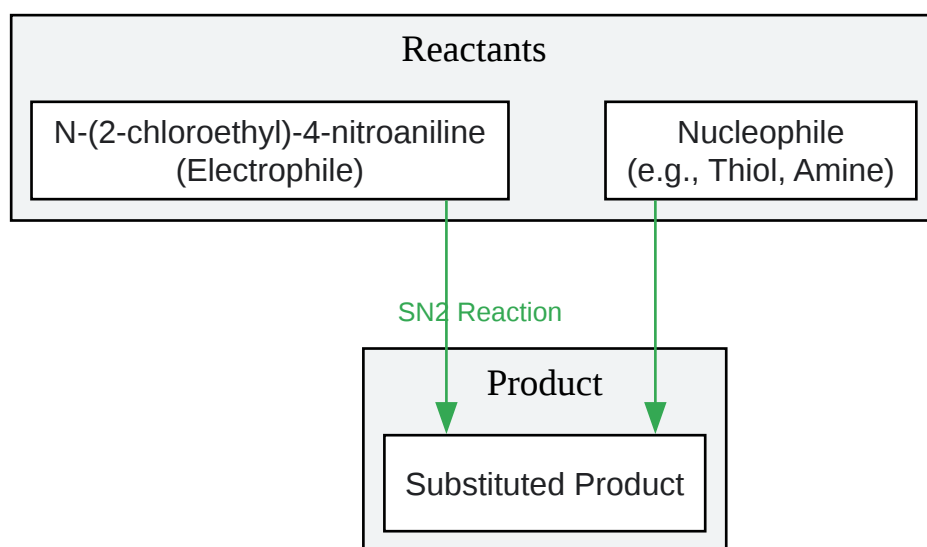 Reactants
N-(2-chloroethyl)-4-nitroaniline
(Electrophile)
Nucleophile
(e.g., Thiol, Amine)
SN2 Reaction
Product
Substituted Product